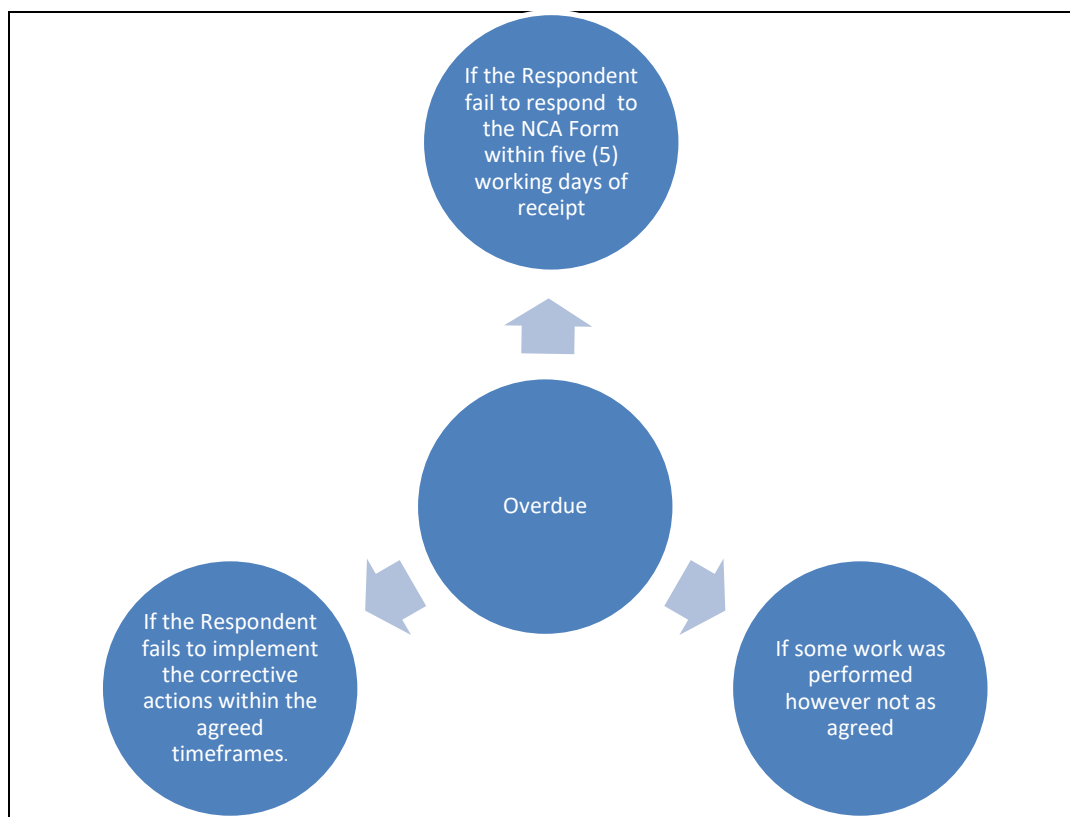 If the Respondent
fail to respond  to
the NCA Form
within five (5)
working days of
receipt
Overdue
If the Respondent
fails to implement
the corrective
actions within the
agreed
timeframes.
If some work was
performed
however not as
agreed